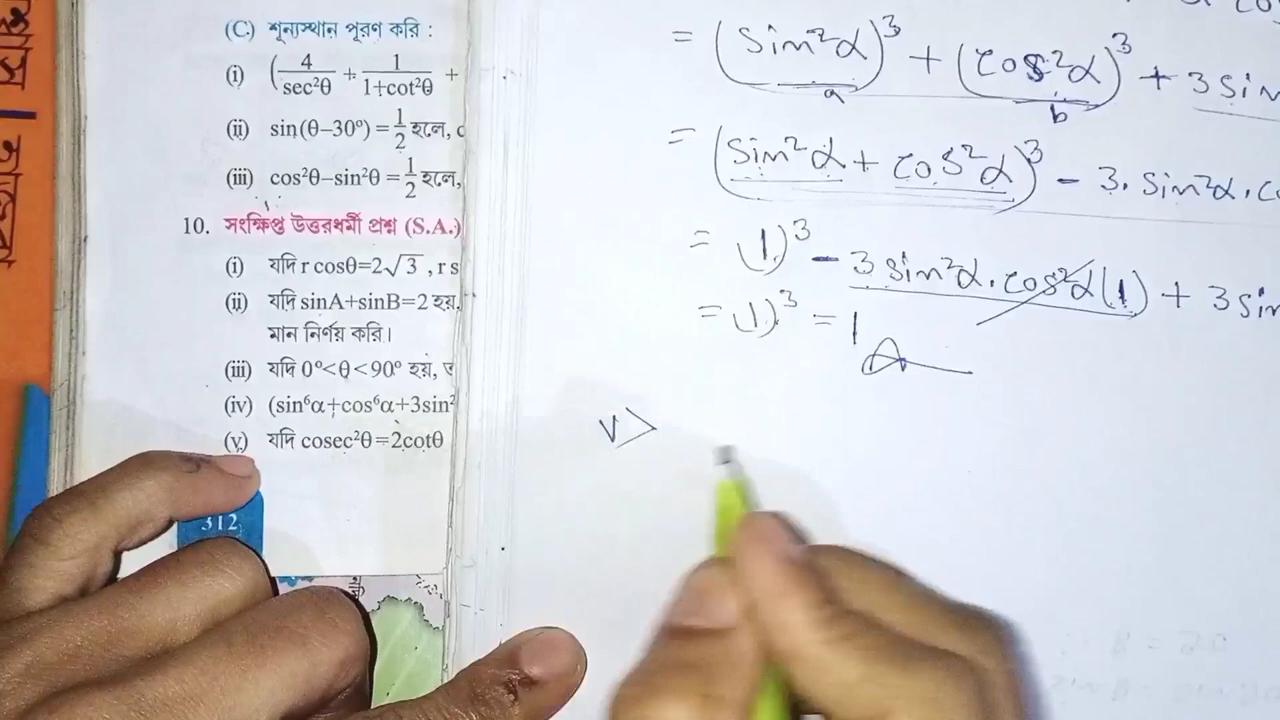 (C) শূন্যস্থান পূরণ করি :
(i) (4/sec²θ + 1/1+cot²θ +
(ii) sin(θ–30°) = 1/2 হলে, c
(iii) cos²θ–sin²θ = 1/2 হলে,
10. সংক্ষিপ্ত উত্তরধর্মী প্রশ্ন (S.A.)
(i) যদি r cosθ=2√3 , r s
(ii) যদি sinA+sinB=2 হয়,
মান নির্ণয় করি।
(iii) যদি 0°<θ<90° হয়,
(iv) (sin⁶α+cos⁶α+3sin²
(v) যদি cosec²θ=2cotθ
312
= (sin²α)³ + (cos²α)³ + 3sin
a b
= (sin²α + cos²α)³ - 3. sin²α.co
= (1)³ - 3sin²α.cos²α(1) + 3sin
= (1)³ = 1
v>